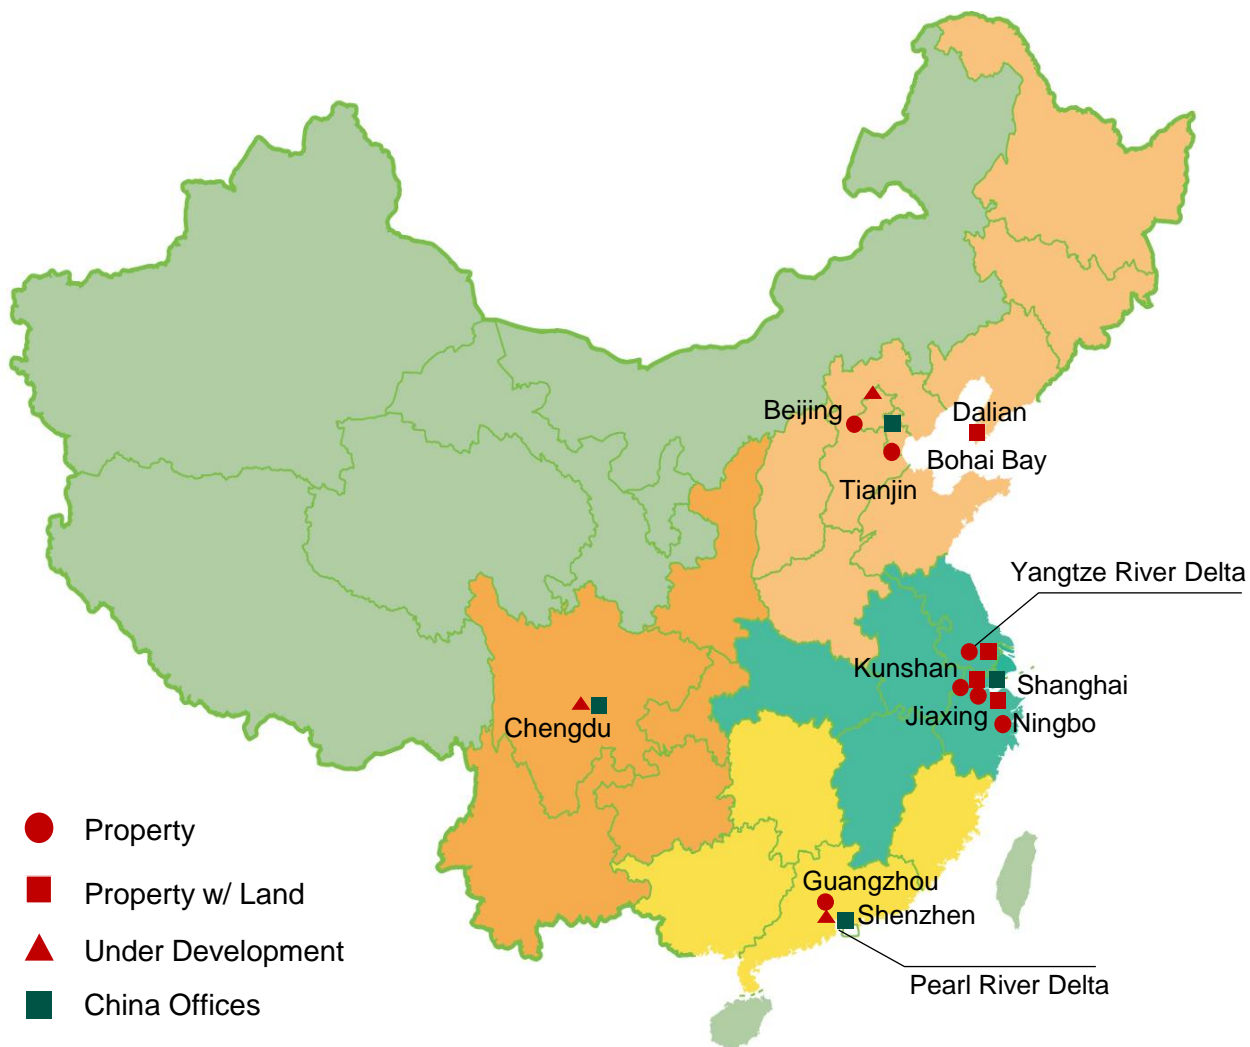 Beijing
Dalian
Bohai Bay
Tianjin
Yangtze River Delta
Kunshan
Shanghai
Jiaxing
Ningbo
Chengdu
Guangzhou
Shenzhen
Pearl River Delta
Property
Property w/ Land
Under Development
China Offices